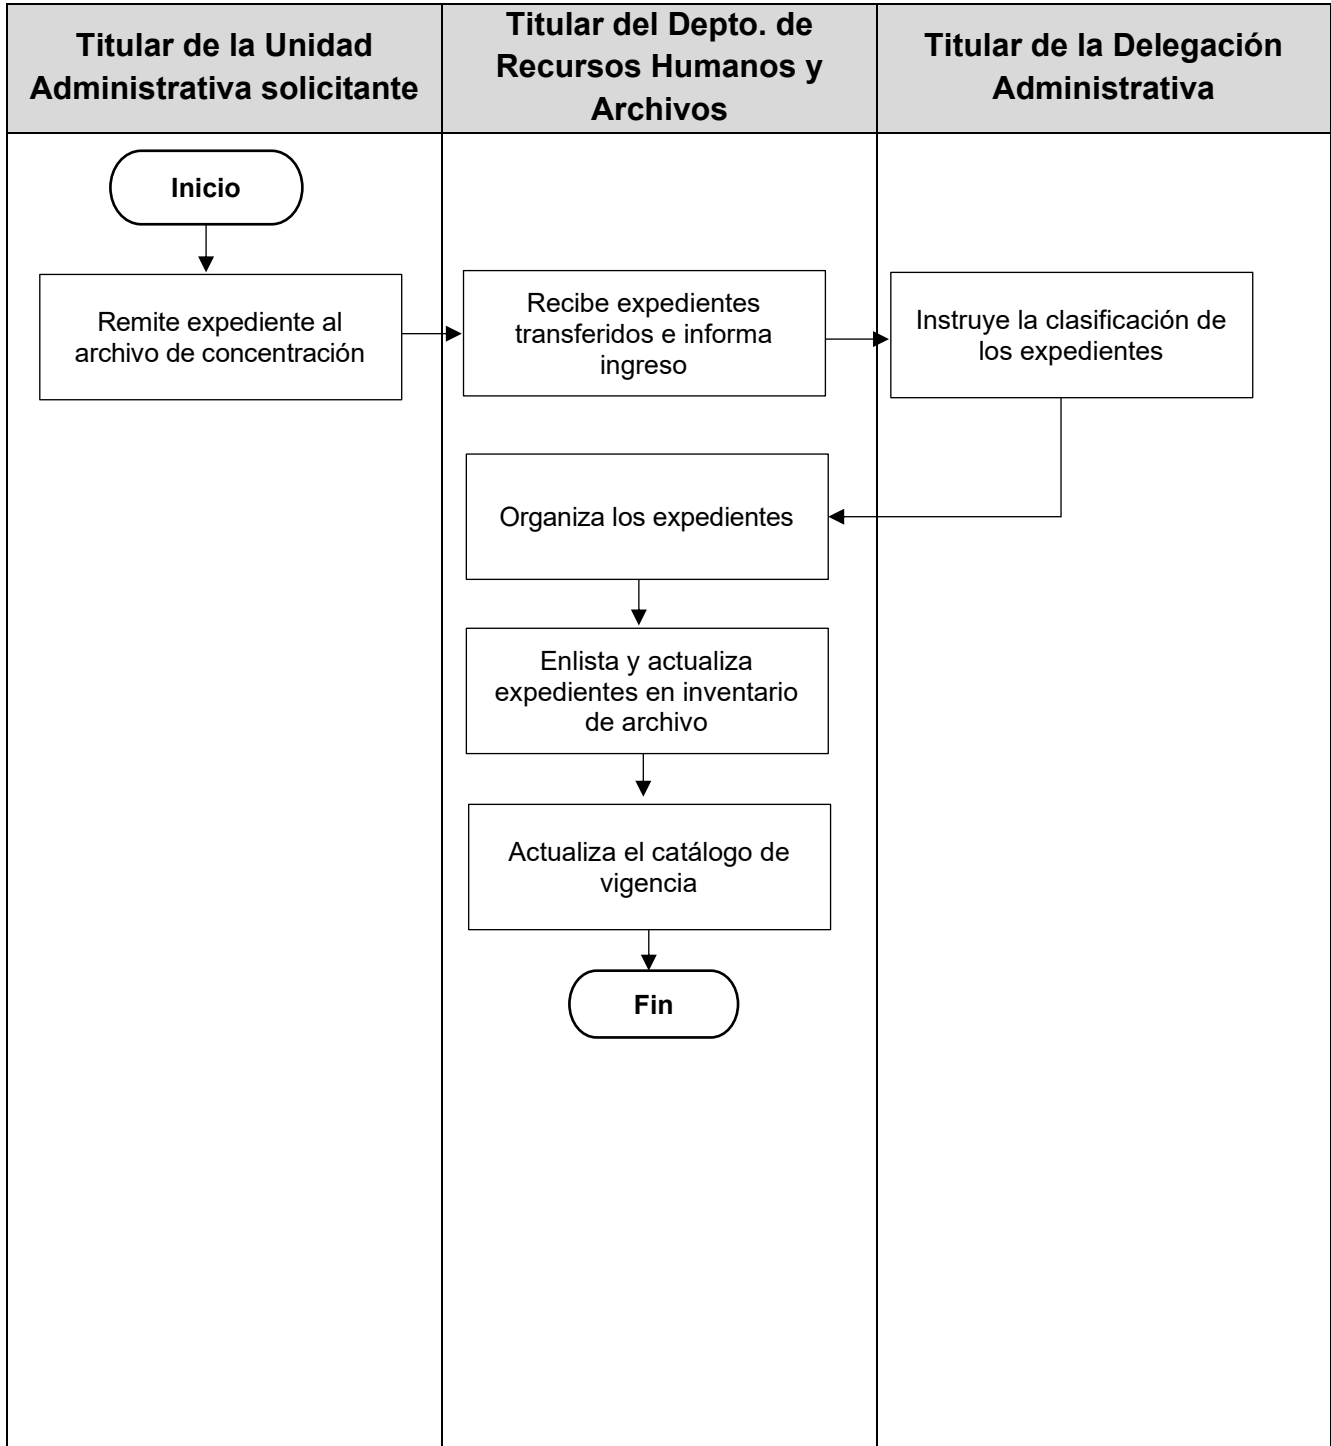 Titular de la Unidad
Administrativa solicitante
Titular del Depto. de
Recursos Humanos y
Archivos
Titular de la Delegación
Administrativa
Inicio
Remite expediente al
archivo de concentración
Recibe expedientes
transferidos e informa
ingreso
Instruye la clasificación de
los expedientes
Organiza los expedientes
Enlista y actualiza
expedientes en inventario
de archivo
Actualiza el catálogo de
vigencia
Fin